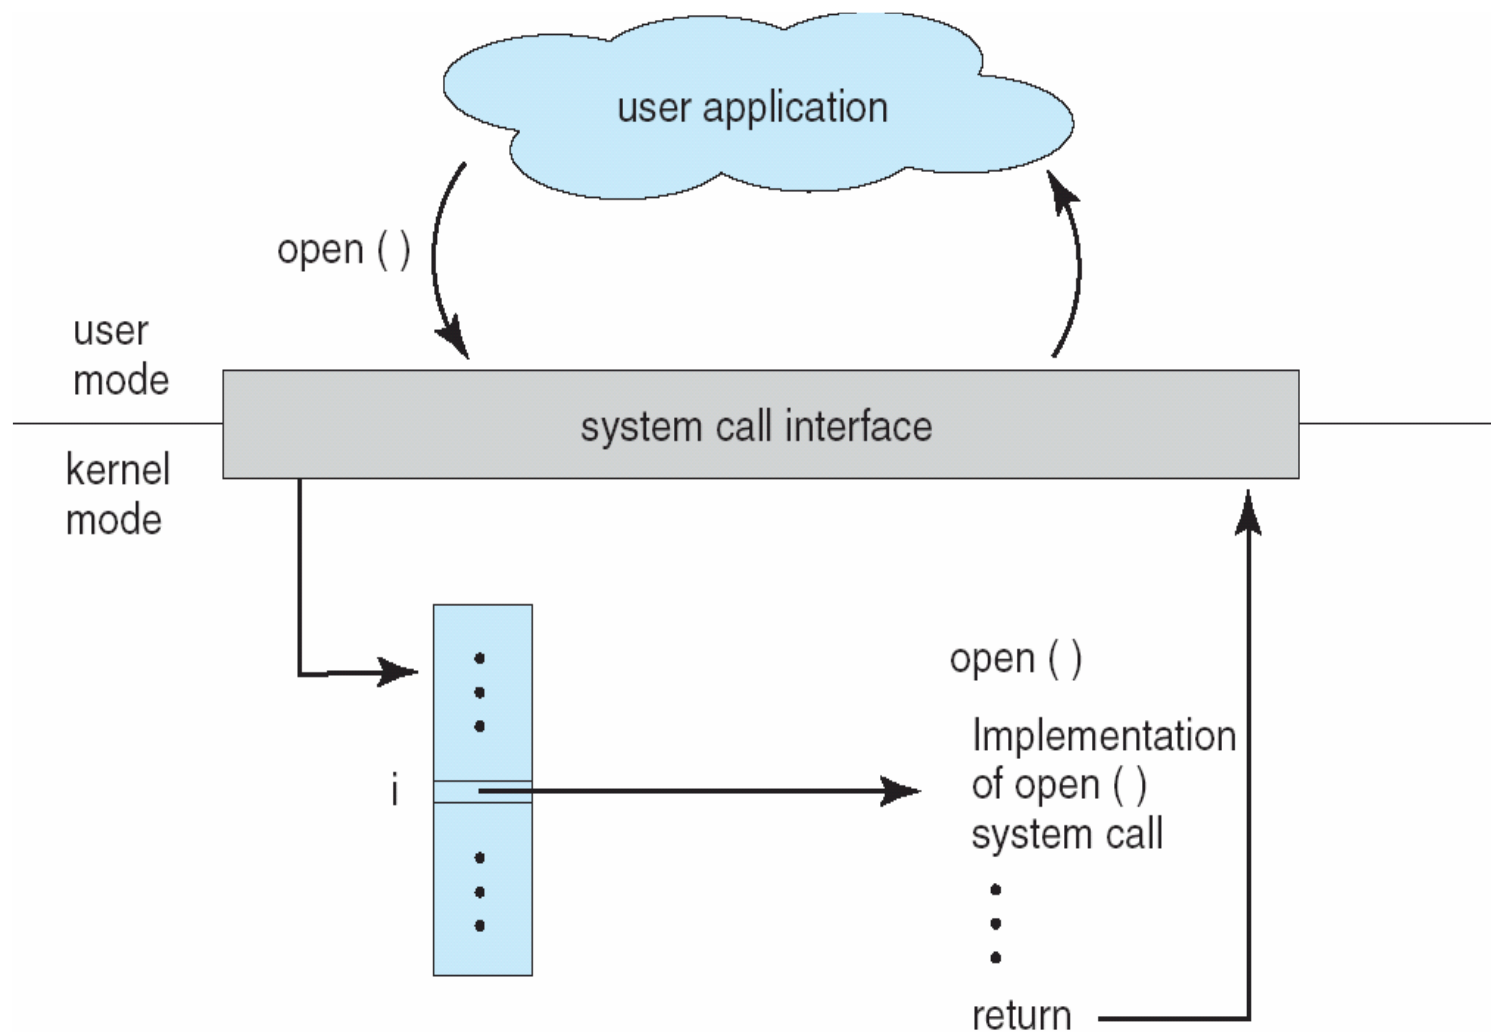 user application
open ( )
user
mode
system call interface
kernel
mode
open ( )
Implementation
of open ( )
system call
i
return